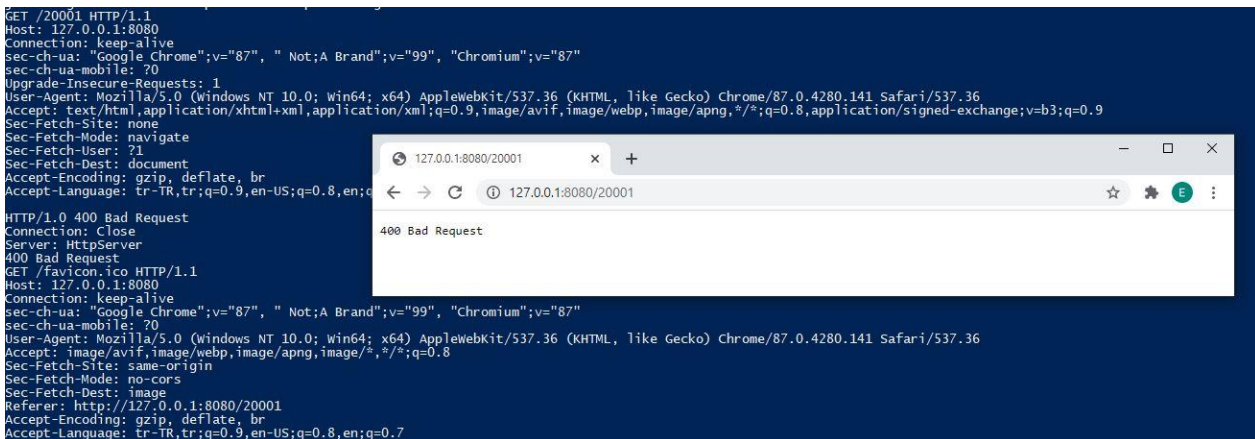 GET /20001 HTTP/1.1
Host: 127.0.0.1:8080
Connection: keep-alive
sec-ch-ua: "Google Chrome";v="87", " Not;A Brand";v="99", "Chromium";v="87"
sec-ch-ua-mobile: ?0
Upgrade-Insecure-Requests: 1
User-Agent: Mozilla/5.0 (Windows NT 10.0; Win64; x64) AppleWebKit/537.36 (KHTML, like Gecko) Chrome/87.0.4280.141 Safari/537.36
Accept: text/html,application/xhtml+xml,application/xml;q=0.9,image/avif,image/webp,image/apng,*/*;q=0.8,application/signed-exchange;v=b3;q=0.9
Sec-Fetch-Site: none
Sec-Fetch-Mode: navigate
Sec-Fetch-User: ?1
Sec-Fetch-Dest: document
Accept-Encoding: gzip, deflate, br
Accept-Language: tr-TR,tr;q=0.9,en-US;q=0.8,en;q
HTTP/1.0 400 Bad Request
Connection: Close
Server: HttpServer
400 Bad Request
GET /favicon.ico HTTP/1.1
Host: 127.0.0.1:8080
Connection: keep-alive
sec-ch-ua: "Google Chrome";v="87", " Not;A Brand";v="99", "Chromium";v="87"
sec-ch-ua-mobile: ?0
User-Agent: Mozilla/5.0 (Windows NT 10.0; Win64; x64) AppleWebKit/537.36 (KHTML, like Gecko) Chrome/87.0.4280.141 Safari/537.36
Accept: image/avif,image/webp,image/apng,image/*,*/*;q=0.8
Sec-Fetch-Site: same-origin
Sec-Fetch-Mode: no-cors
Sec-Fetch-Dest: image
Referer: http://127.0.0.1:8080/20001
Accept-Encoding: gzip, deflate, br
Accept-Language: tr-TR,tr;q=0.9,en-US;q=0.8,en;q=0.7
127.0.0.1:8080/20001
127.0.0.1:8080/20001
E
400 Bad Request